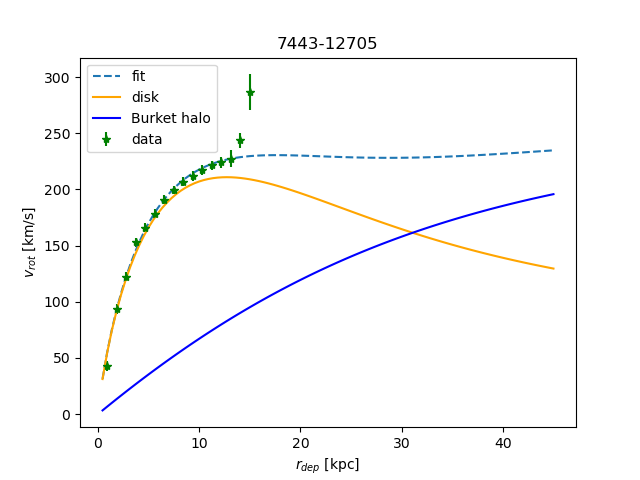 7443-12705
fit
disk
Burket halo
data
300
250
200
150
100
50
0
v_rot [km/s]
0 10 20 30 40
r_dep [kpc]